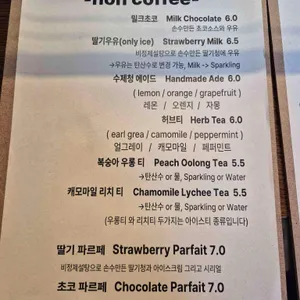 -non coffee-
밀크초코 Milk Chocolate 6.0
손수만든 초코소스와 우유
딸기우유(only ice) Strawberry Milk 6.5
비정제설탕으로 손수만든 딸기청에 우유
→우유는 탄산수로 변경 가능, Milk -> Sparkling
수제청 에이드 Handmade Ade 6.0
( lemon / orange / grapefruit )
레몬 / 오렌지 / 자몽
허브티 Herb Tea 6.0
( earl grea / camomile / peppermint )
얼그레이 / 캐모마일 / 페퍼민트
복숭아 우롱 티 Peach Oolong Tea 5.5
→탄산수 or 물, Sparkling or Water
캐모마일 리치 티 Chamomile Lychee Tea 5.5
→탄산수 or 물, Sparkling or Water
(우롱티 와 리치티 두가지는 아이스티 종류입니다)
딸기 파르페 Strawberry Parfait 7.0
비정제설탕으로 손수만든 딸기청과 아이스크림 그리고 시리얼
초코 파르페 Chocolate Parfait 7.0